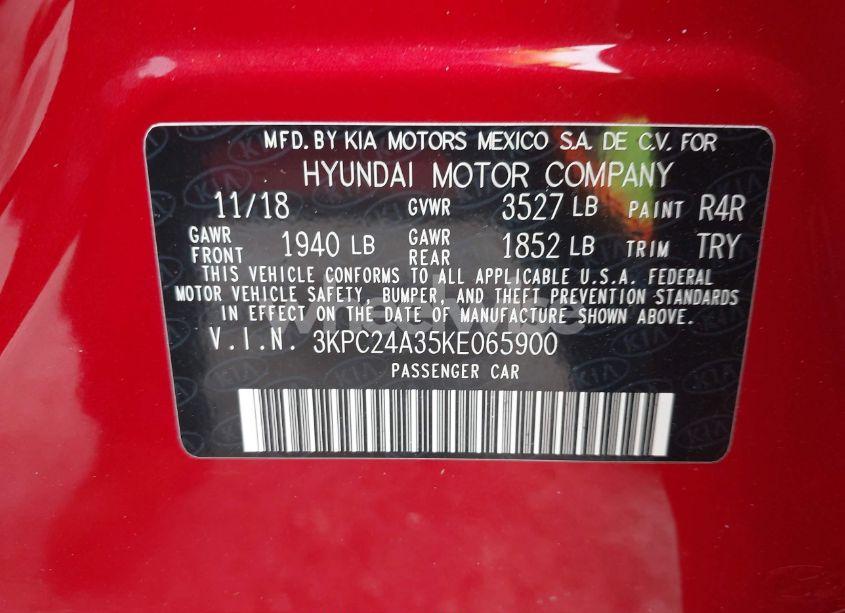 MFD. BY KIA MOTORS MEXICO S.A. DE C.V. FOR
HYUNDAI MOTOR COMPANY
11/18 GVWR 3527 LB PAINT R4R
GAWR FRONT 1940 LB GAWR REAR 1852 LB TRIM TRY
THIS VEHICLE CONFORMS TO ALL APPLICABLE U.S.A. FEDERAL
MOTOR VEHICLE SAFETY, BUMPER, AND THEFT PREVENTION STANDARDS
IN EFFECT ON THE DATE OF MANUFACTURE SHOWN ABOVE.
V.I.N. 3KPC24A35KE065900
PASSENGER CAR